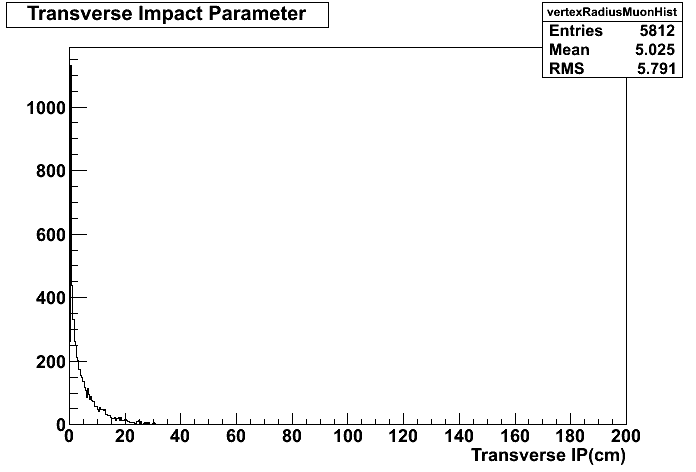 Transverse Impact Parameter
vertexRadiusMuonHist
Entries 5812
Mean 5.025
RMS 5.791
1000
800
600
400
200
0
0 20 40 60 80 100 120 140 160 180 200
Transverse IP(cm)